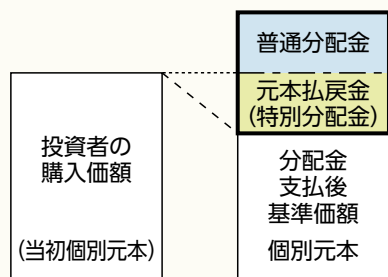 普通分配金
元本払戻金
(特別分配金)
投資者の
購入価額
(当初個別元本)
分配金
支払後
基準価額
個別元本